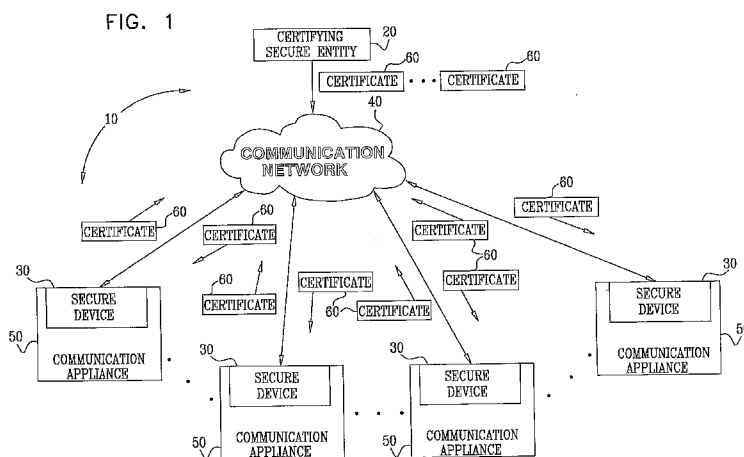 FIG. 1
CERTIFYING
SECURE ENTITY
20
60
60
CERTIFICATE • • • CERTIFICATE
40
10
COMMUNICATION
NETWORK
60
CERTIFICATE
60
CERTIFICATE
60
CERTIFICATE
60
CERTIFICATE
60
CERTIFICATE
60
CERTIFICATE
CERTIFICATE
60
CERTIFICATE
60
CERTIFICATE
30
SECURE
DEVICE
50
COMMUNICATION
APPLIANCE
30
SECURE
DEVICE
50
COMMUNICATION
APPLIANCE
30
SECURE
DEVICE
50
COMMUNICATION
APPLIANCE
30
SECURE
DEVICE
COMMUNICATION
APPLIANCE